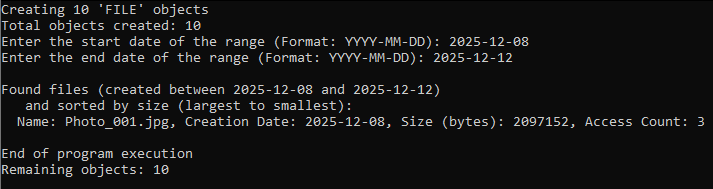 Creating 10 'FILE' objects
Total objects created: 10
Enter the start date of the range (Format: YYYY-MM-DD): 2025-12-08
Enter the end date of the range (Format: YYYY-MM-DD): 2025-12-12
Found files (created between 2025-12-08 and 2025-12-12)
and sorted by size (largest to smallest):
Name: Photo_001.jpg, Creation Date: 2025-12-08, Size (bytes): 2097152, Access Count: 3
End of program execution
Remaining objects: 10